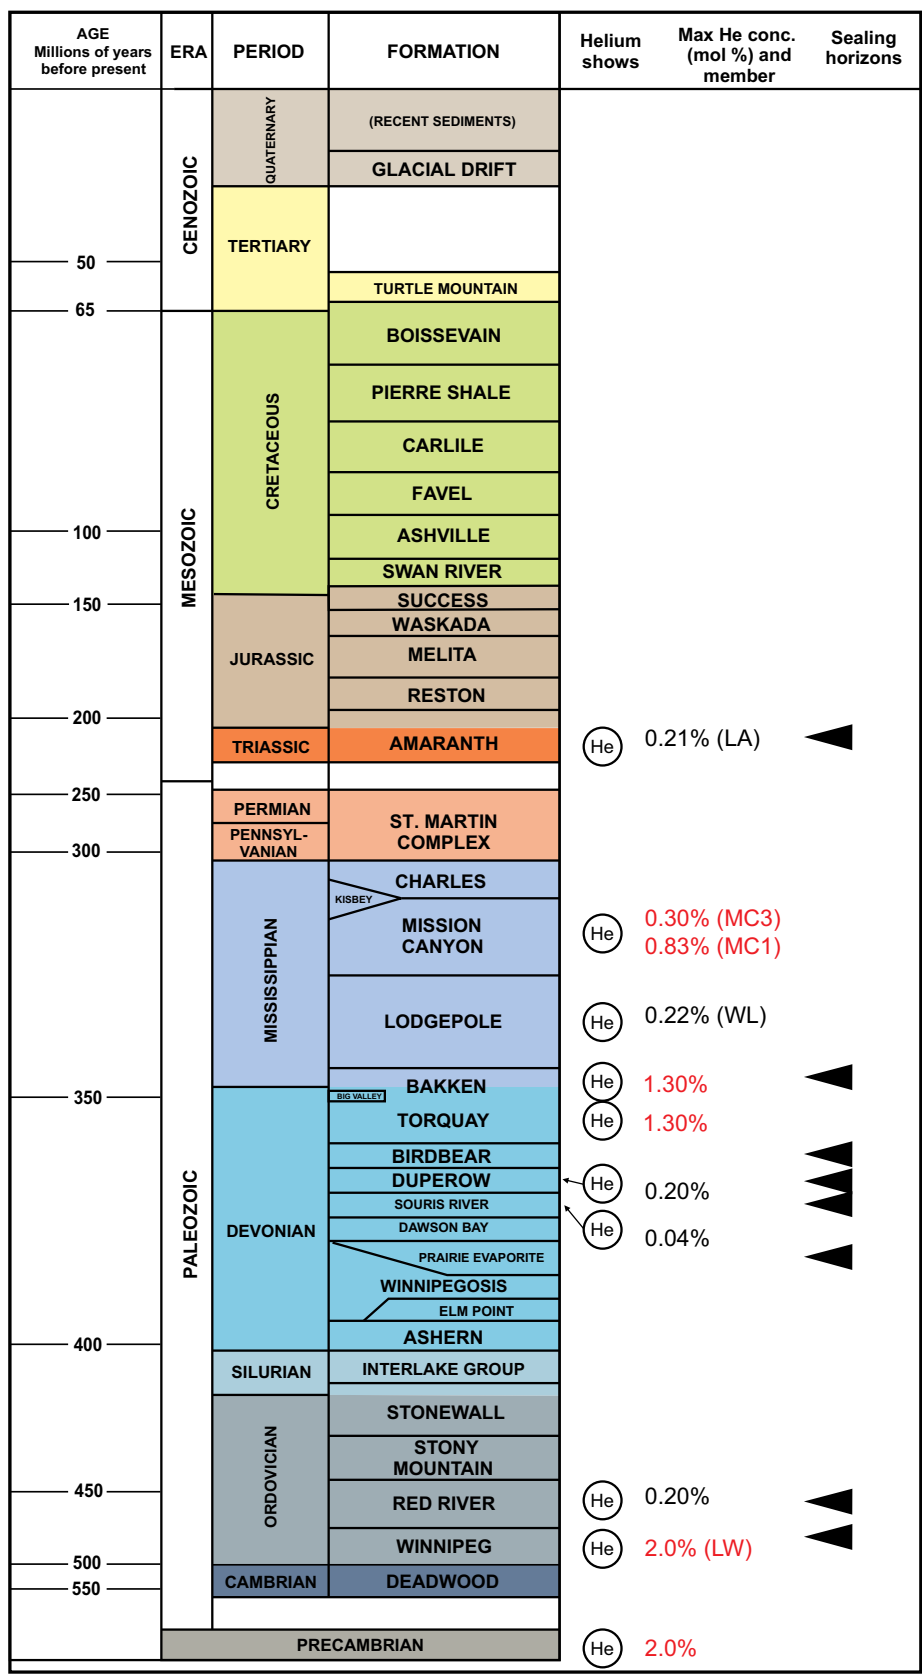 AGE
Millions of years
before present
ERA
PERIOD
FORMATION
Helium
shows
Max He conc.
(mol %) and
member
Sealing
horizons
CENOZOIC
QUATERNARY
(RECENT SEDIMENTS)
GLACIAL DRIFT
TERTIARY
50
TURTLE MOUNTAIN
65
MESOZOIC
CRETACEOUS
BOISSEVAIN
PIERRE SHALE
CARLILE
FAVEL
100
ASHVILLE
SWAN RIVER
150
SUCCESS
WASKADA
JURASSIC
MELITA
RESTON
200
TRIASSIC
AMARANTH
He
0.21% (LA)
250
PALEOZOIC
PERMIAN
PENNSYL-
VANIAN
ST. MARTIN
COMPLEX
300
MISSISSIPPIAN
CHARLES
KISBEY
MISSION
CANYON
He
0.30% (MC3)
0.83% (MC1)
LODGEPOLE
He
0.22% (WL)
BAKKEN
He
1.30%
350
BIG VALLEY
DEVONIAN
TORQUAY
He
1.30%
BIRDBEAR
DUPEROW
He
0.20%
SOURIS RIVER
DAWSON BAY
He
0.04%
PRAIRIE EVAPORITE
WINNIPEGOSIS
ELM POINT
400
ASHERN
SILURIAN
INTERLAKE GROUP
ORDOVICIAN
STONEWALL
STONY
MOUNTAIN
450
RED RIVER
He
0.20%
WINNIPEG
He
2.0% (LW)
500
CAMBRIAN
DEADWOOD
550
PRECAMBRIAN
He
2.0%